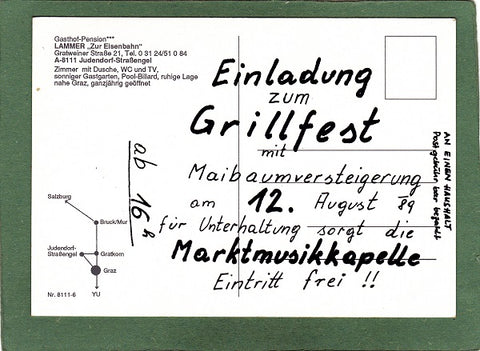 Gasthof-Pension***
LAMMER „Zur Eisenbahn"
Gratweiner Straße 21, Tel. 0 31 24/51 0 84
A-8111 Judendorf-Straßengel
Zimmer mit Dusche, WC und TV,
sonniger Gastgarten, Pool-Billard, ruhige Lage
nahe Graz, ganzjährig geöffnet
Einladung
zum
Grillfest
mit
Maibaumversteigerung
am 12. August 89
für Unterhaltung sorgt die
Marktmusikkapelle
Eintritt frei !!
ab 16 h
AN EINEN HAUSHALT
Postgebühr bar bezahlt
Salzburg
Bruck/Mur
Judendorf-
Straßengel
Gratkorn
Graz
YU
Nr. 8111-6